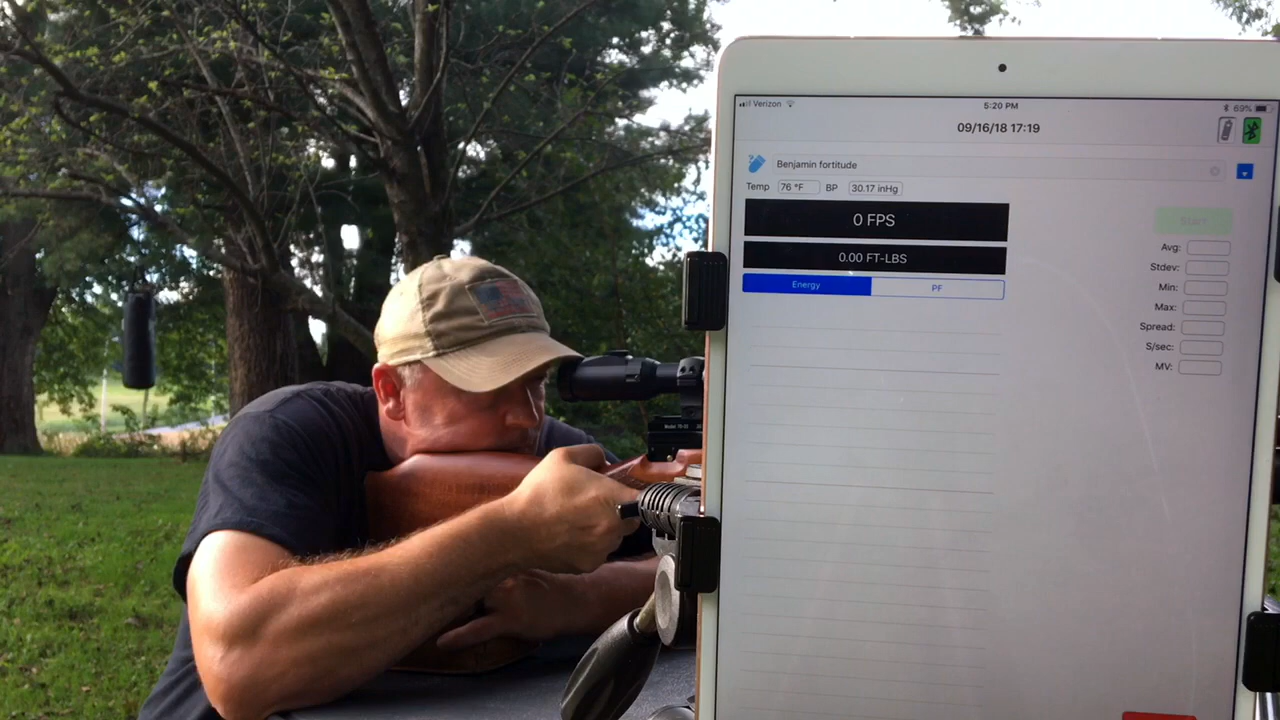 Verizon 5:20 PM 69%
09/16/18 17:19
Benjamin fortitude
Temp 76 °F BP 30.17 inHg
0 FPS
0.00 FT-LBS
Energy PF
Start
Avg:
Stdev:
Min:
Max:
Spread:
S/sec:
MV: